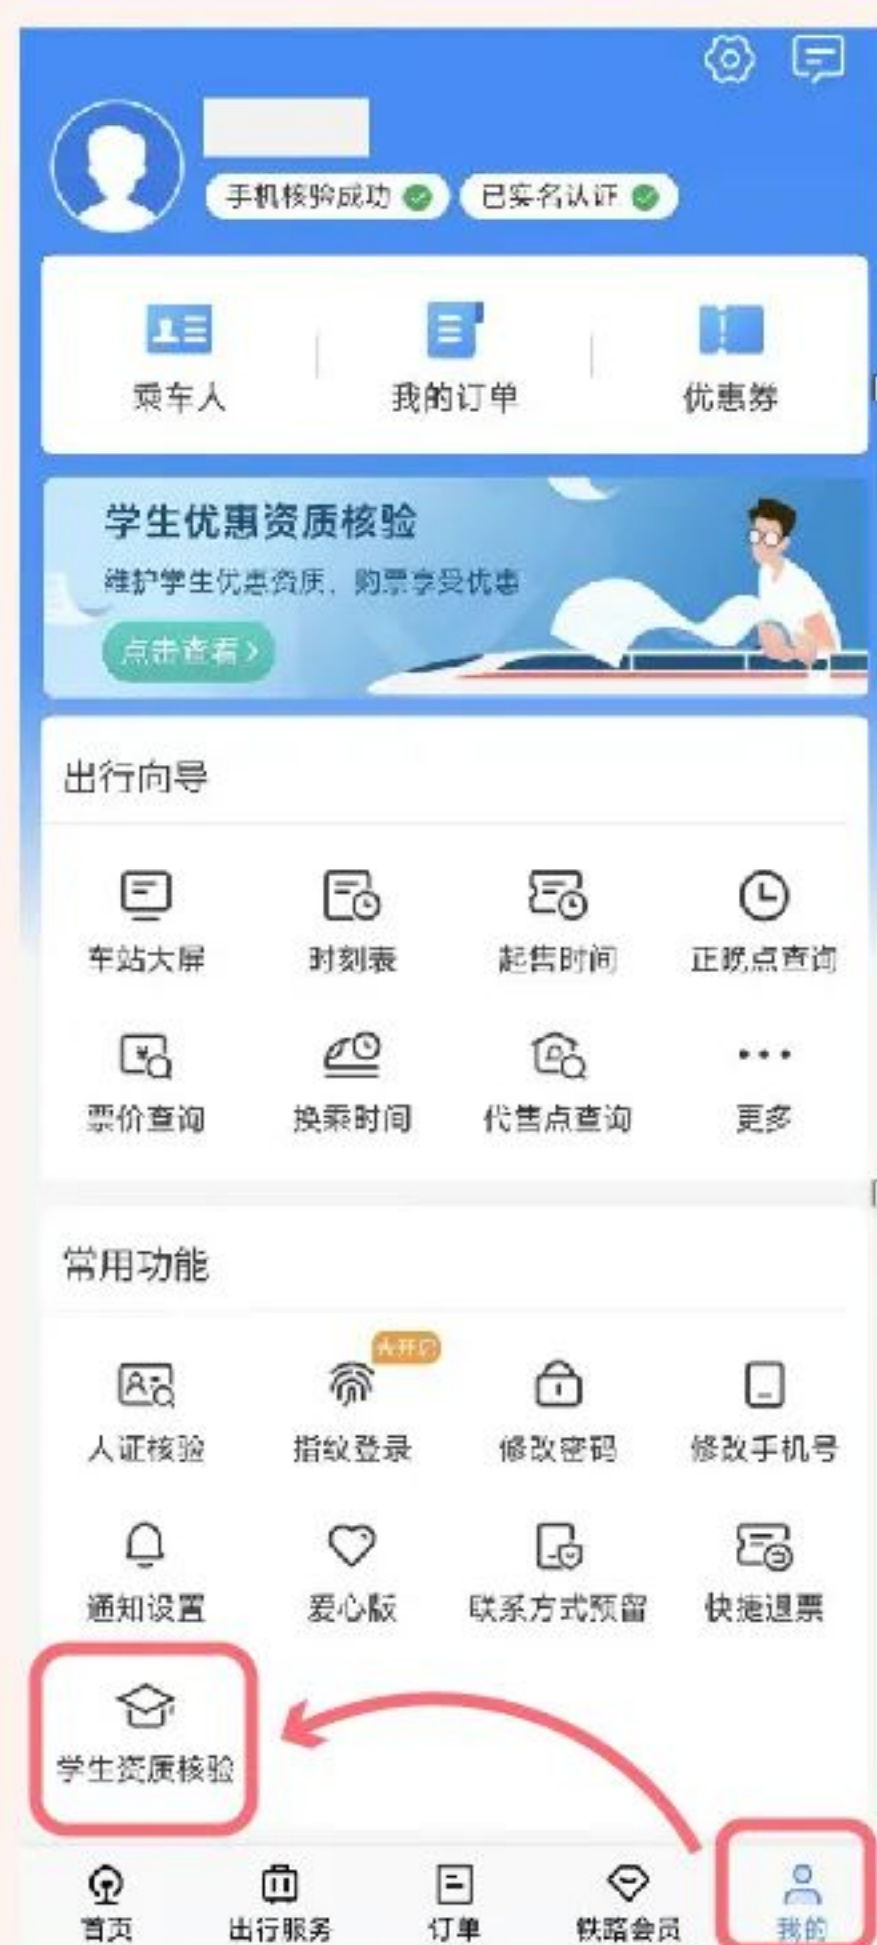 手机核验成功 已实名认证
乘车人 我的订单 优惠券
学生优惠资质核验
维护学生优惠资质，购票享受优惠
点击查看>
出行向导
车站大屏 时刻表 起售时间 正晚点查询
票价查询 换乘时间 代售点查询 更多
常用功能
去开启
人证核验 指纹登录 修改密码 修改手机号
通知设置 爱心版 联系方式预留 快捷退票
学生资质核验
首页 出行服务 订单 铁路会员 我的